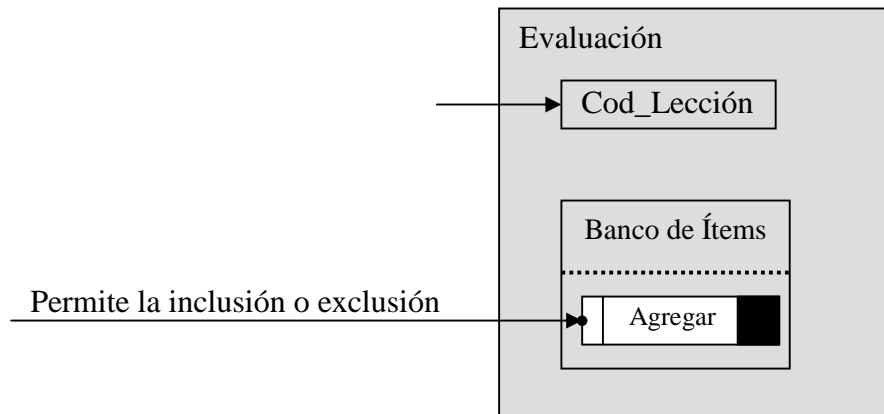 Evaluación
Cod_Lección
Banco de Ítems
Permite la inclusión o exclusión
Agregar